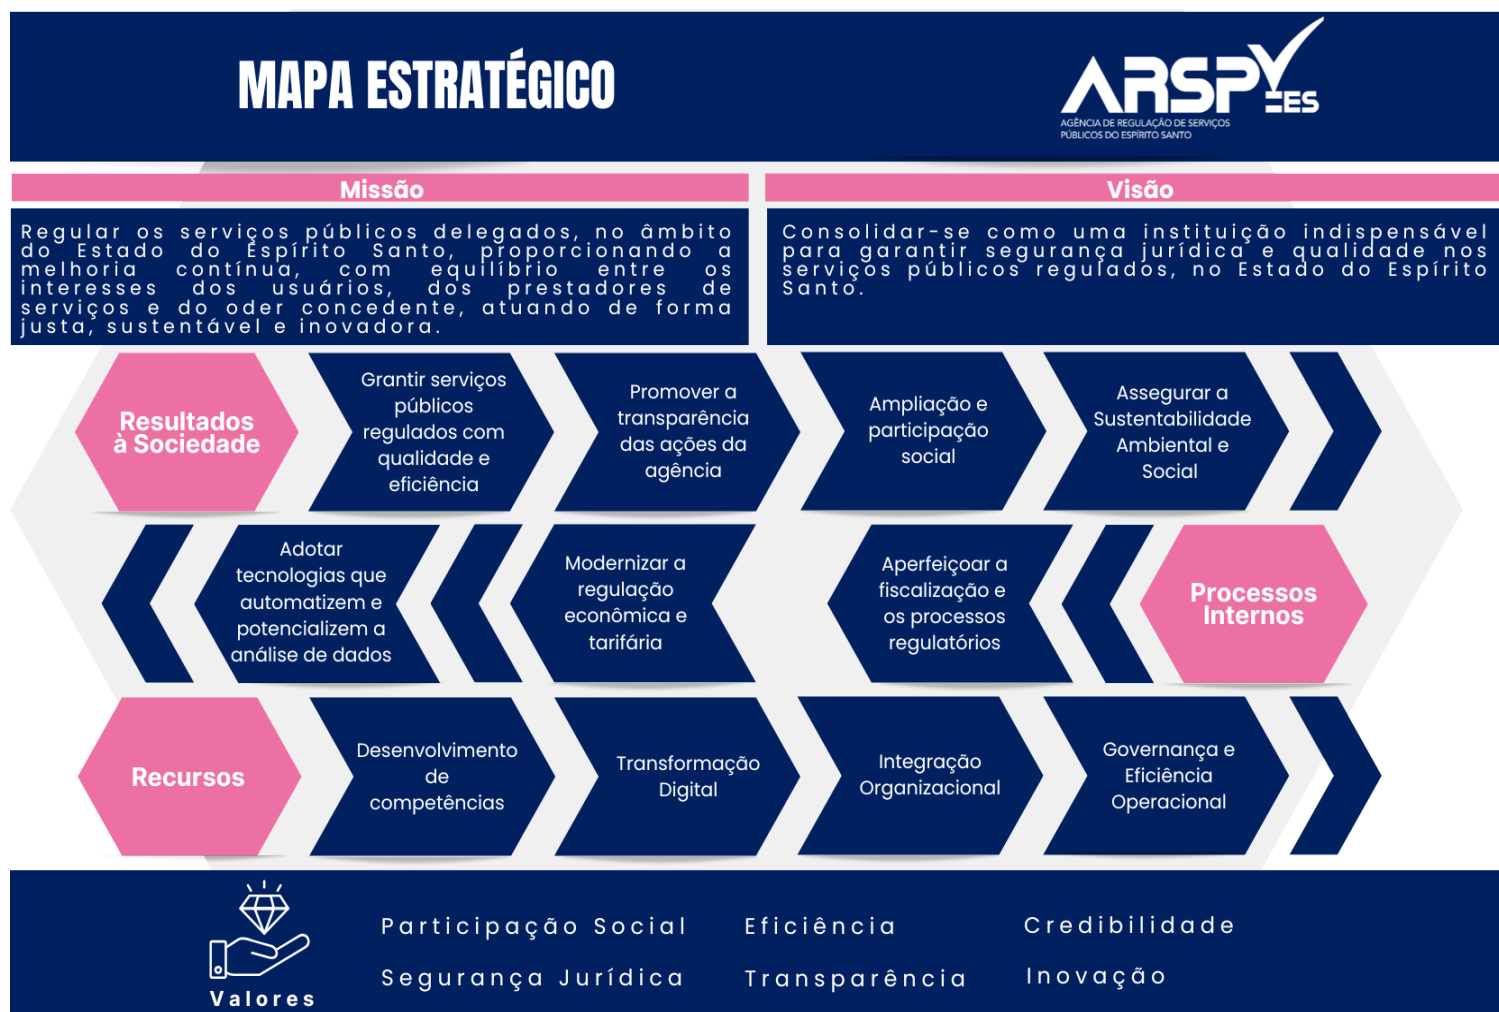 MAPA ESTRATÉGICO
ARSP
ES
AGÊNCIA DE REGULAÇÃO DE SERVIÇOS
PÚBLICOS DO ESPÍRITO SANTO
Missão
Regular os serviços públicos delegados, no âmbito
do Estado do Espírito Santo, proporcionando a
melhoria contínua, com equilíbrio entre os
interesses dos usuários, dos prestadores de
serviços e do oder concedente, atuando de forma
justa, sustentável e inovadora.
Visão
Consolidar-se como uma instituição indispensável
para garantir segurança jurídica e qualidade nos
serviços públicos regulados, no Estado do Espírito
Santo.
Resultados
à Sociedade
Grantir serviços
públicos
regulados com
qualidade e
eficiência
Promover a
transparência
das ações da
agência
Ampliação e
participação
social
Assegurar a
Sustentabilidade
Ambiental e
Social
Adotar
tecnologias que
automatizem e
potencializem a
análise de dados
Modernizar a
regulação
econômica e
tarifária
Aperfeiçoar a
fiscalização e
os processos
regulatórios
Processos
Internos
Recursos
Desenvolvimento
de
competências
Transformação
Digital
Integração
Organizacional
Governança e
Eficiência
Operacional
Valores
Participação Social
Eficiência
Credibilidade
Segurança Jurídica
Transparência
Inovação